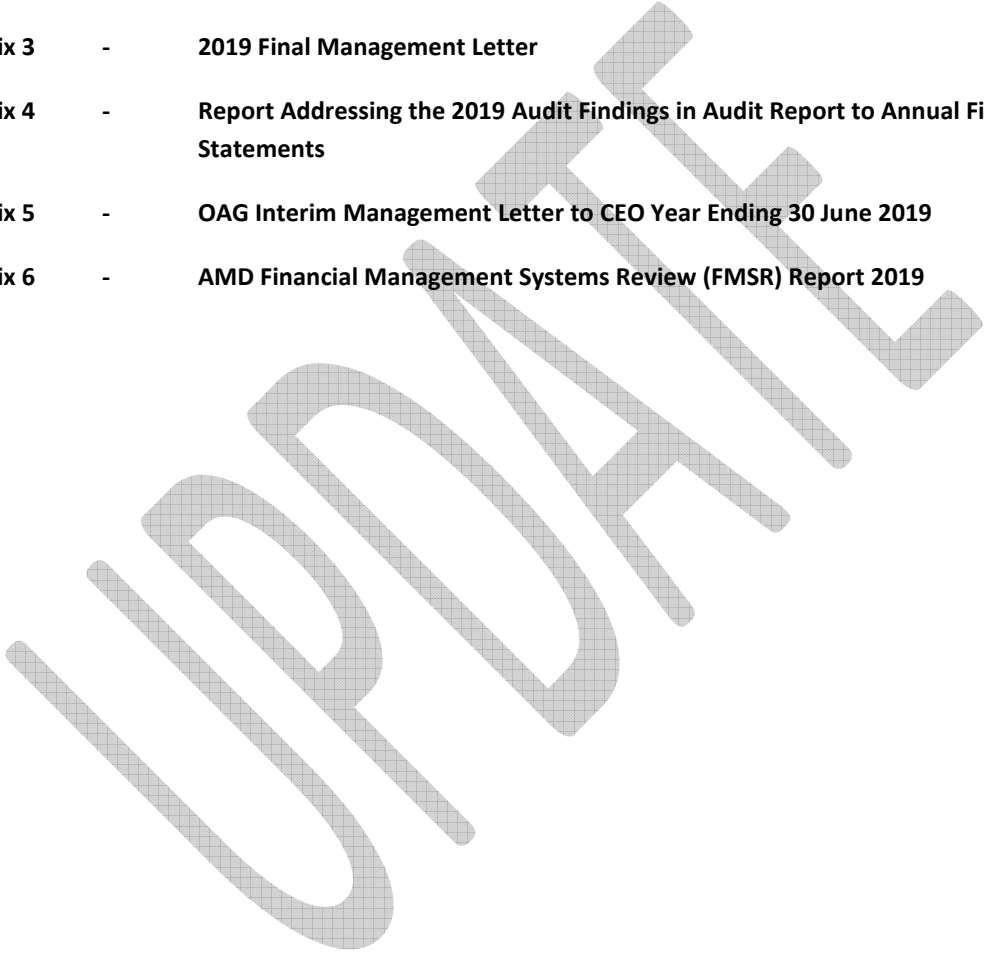 ix 3 - 2019 Final Management Letter
ix 4 - Report Addressing the 2019 Audit Findings in Audit Report to Annual Fi
Statements
ix 5 - OAG Interim Management Letter to CEO Year Ending 30 June 2019
ix 6 - AMD Financial Management Systems Review (FMSR) Report 2019
UPDATE